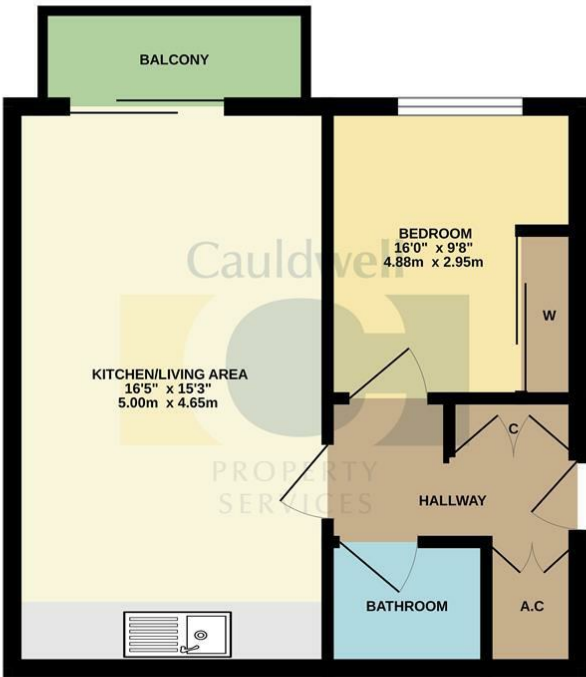 BALCONY
BEDROOM
16'0" x 9'8"
4.88m x 2.95m
Cauldwell
W
KITCHEN/LIVING AREA
16'5" x 15'3"
5.00m x 4.65m
C
PROPERTY
SERVICES
HALLWAY
BATHROOM
A.C